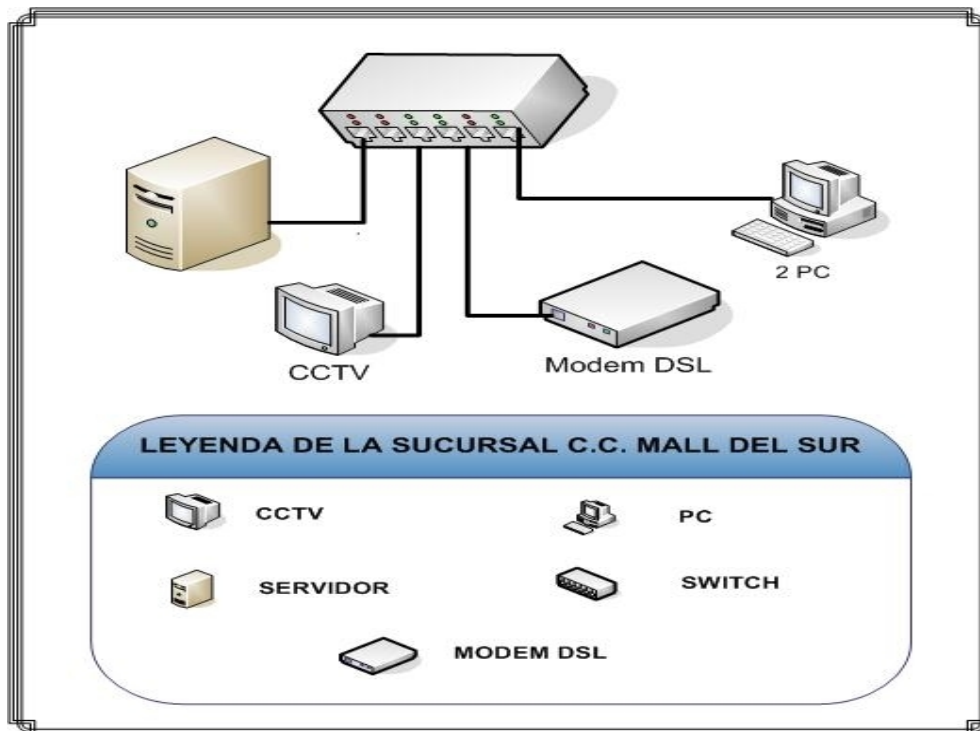 2 PC
CCTV
Modem DSL
LEYENDA DE LA SUCURSAL C.C. MALL DEL SUR
CCTV
PC
SERVIDOR
SWITCH
MODEM DSL